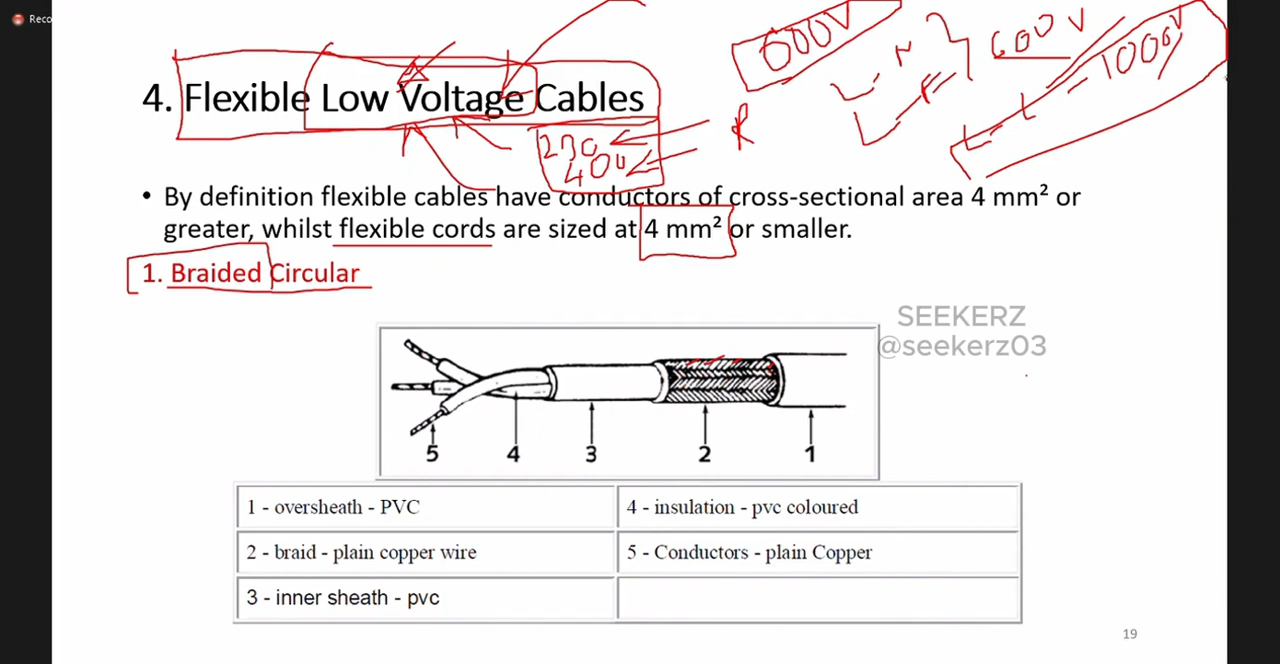 Reco
600V
L - N
600 V
L - E
L - L = 1000V
4. Flexible Low Voltage Cables
230
400
R
• By definition flexible cables have conductors of cross-sectional area 4 mm² or
greater, whilst flexible cords are sized at 4 mm² or smaller.
1. Braided Circular
SEEKERZ
@seekerz03
5 4 3 2 1
1 - oversheath - PVC 4 - insulation - pvc coloured
2 - braid - plain copper wire 5 - Conductors - plain Copper
3 - inner sheath - pvc
19